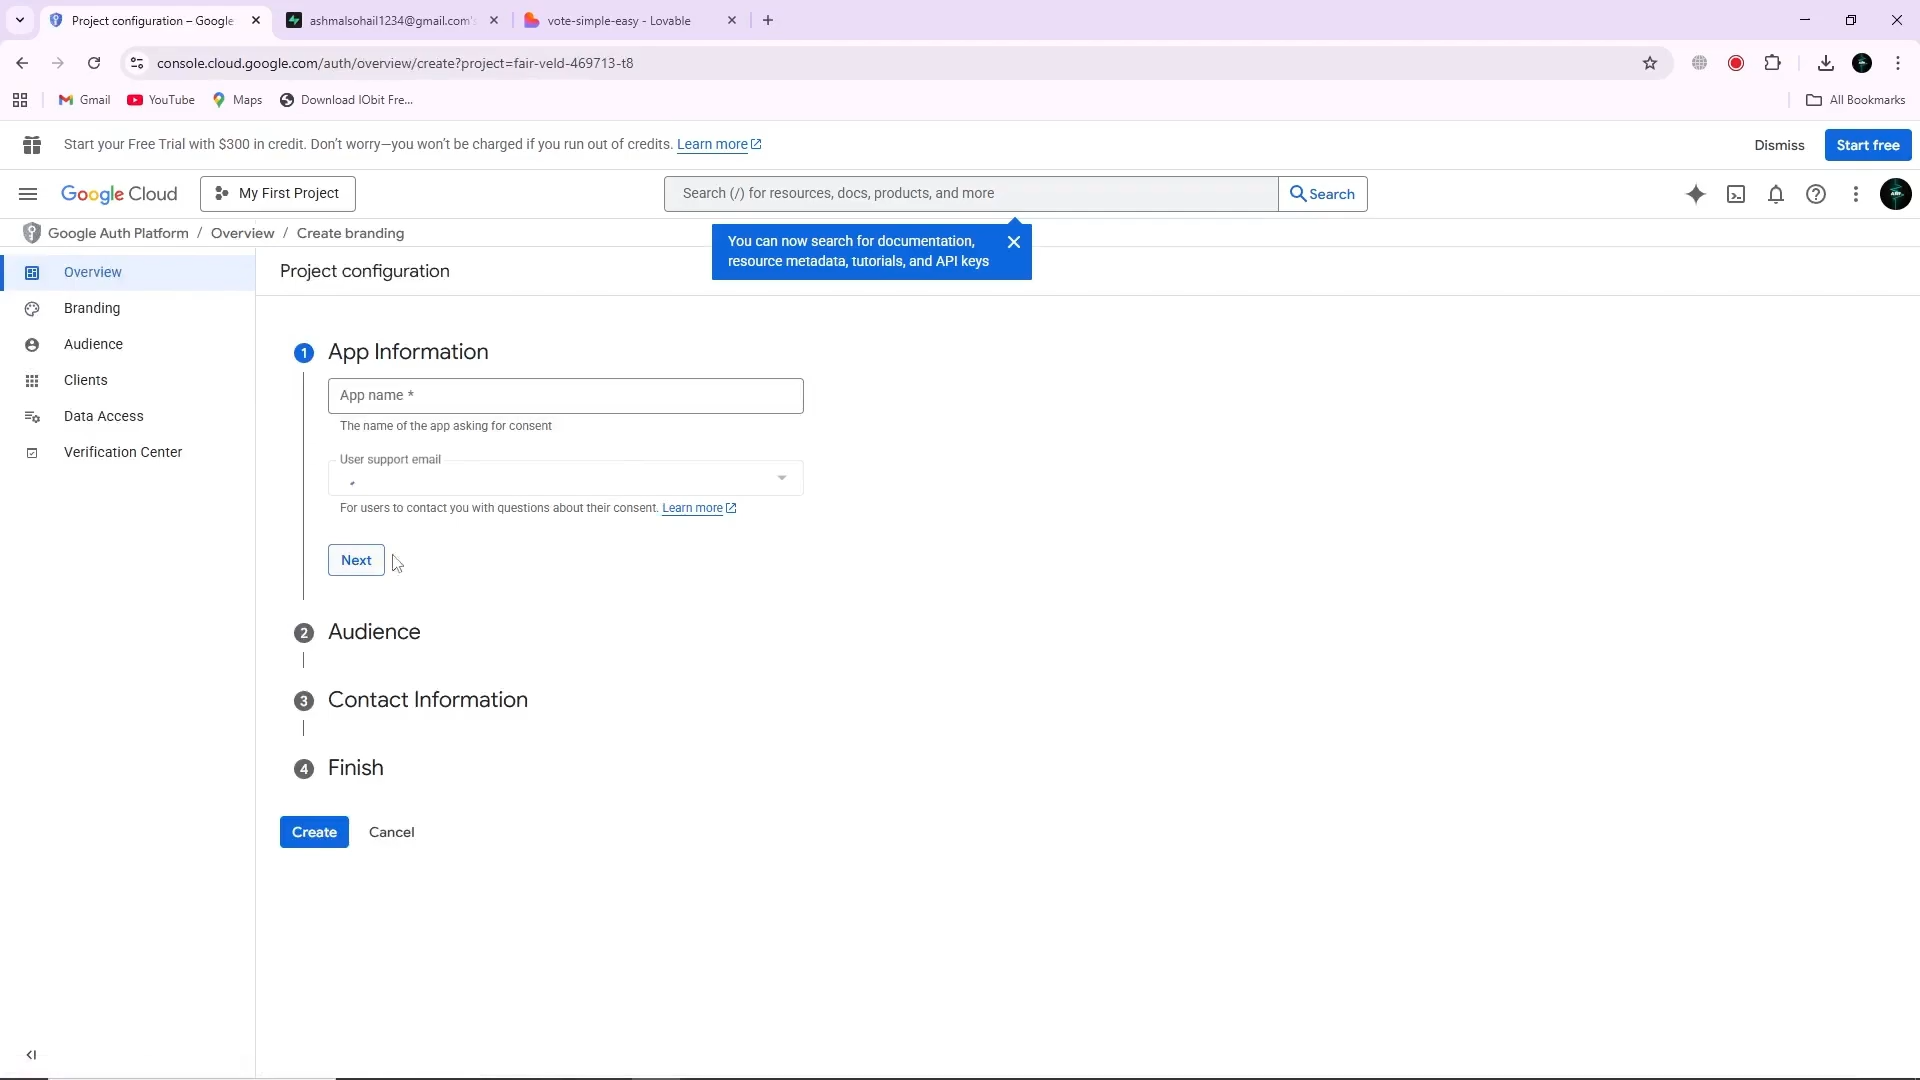 Project configuration – Google
ashmalsohail1234@gmail.com's
vote-simple-easy - Lovable
console.cloud.google.com/auth/overview/create?project=fair-veld-469713-t8
Gmail
YouTube
Maps
Download IObit Fre...
All Bookmarks
Start your Free Trial with $300 in credit. Don't worry—you won't be charged if you run out of credits. Learn more
Dismiss
Start free
Google Cloud
My First Project
Search (/) for resources, docs, products, and more
Search
Google Auth Platform / Overview / Create branding
You can now search for documentation,
resource metadata, tutorials, and API keys
Overview
Branding
Audience
Clients
Data Access
Verification Center
Project configuration
1 App Information
App name *
The name of the app asking for consent
User support email
For users to contact you with questions about their consent. Learn more
Next
2 Audience
3 Contact Information
4 Finish
Create
Cancel